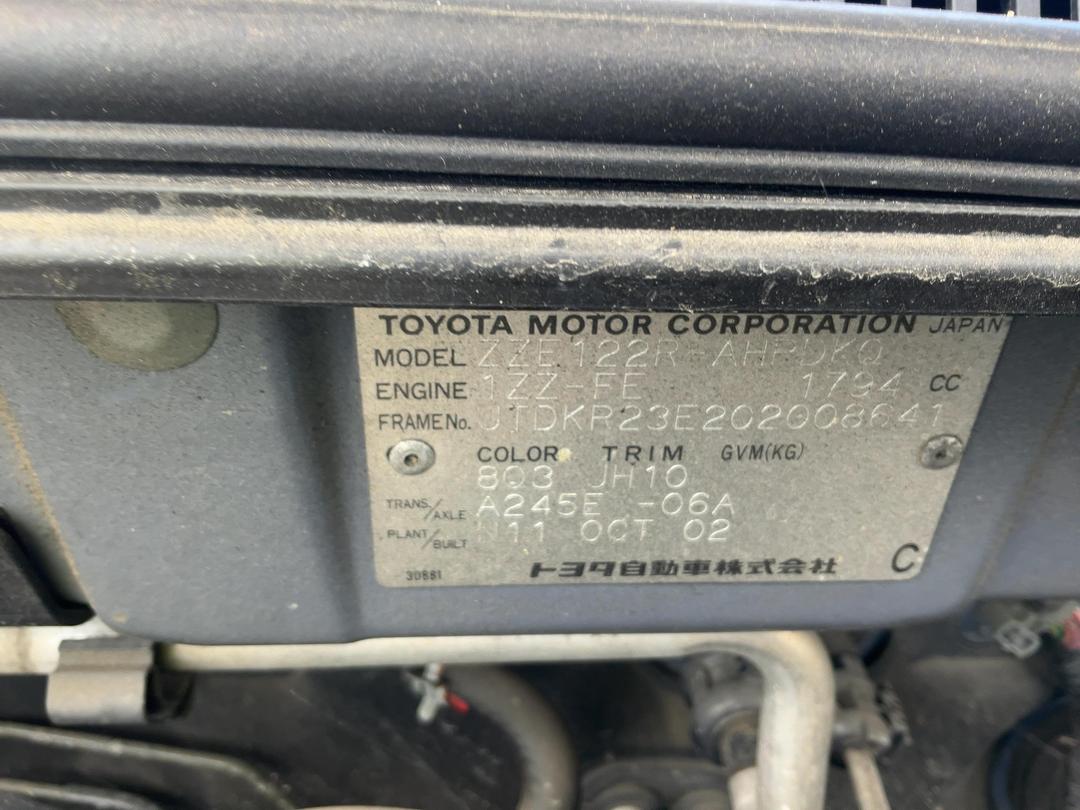 TOYOTA MOTOR CORPORATION JAPAN
MODEL ZZE122R-AHPDKQ
ENGINE 1ZZ-FE 1794 CC
FRAME No. JTDKR23E202008641
COLOR TRIM GVM(KG)
803 JH10
TRANS./AXLE A245E -06A
PLANT/BUILT N11 OCT 02
30881 トヨタ自動車株式会社 C